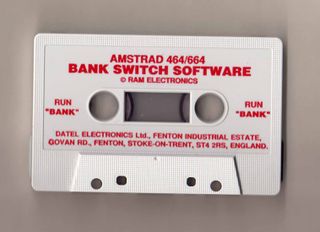 AMSTRAD 464/664
BANK SWITCH SOFTWARE
© RAM ELECTRONICS
RUN
"BANK"
RUN
"BANK"
DATEL ELECTRONICS Ltd., FENTON INDUSTRIAL ESTATE,
GOVAN RD., FENTON, STOKE-ON-TRENT, ST4 2RS, ENGLAND.